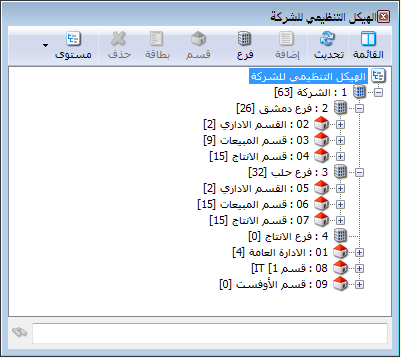 الهيكل التنظيمي للشركة
القائمة تحديث إضافة فرع قسم بطاقة حذف مستوى
الهيكل التنظيمي للشركة
1 : الشركة [63]
2 : فرع دمشق [26]
02 : القسم الاداري [2]
03 : قسم المبيعات [9]
04 : قسم الانتاج [15]
3 : فرع حلب [32]
05 : القسم الاداري [2]
06 : قسم المبيعات [15]
07 : قسم الانتاج [15]
4 : فرع الانتاج [0]
01 : الادارة العامة [4]
08 : قسم IT [1]
09 : قسم الأوفست [0]